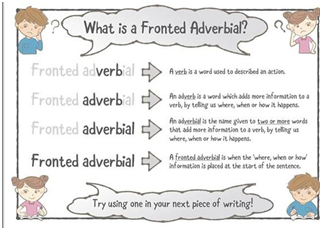 What is a Fronted Adverbial?
Fronted adverbial
A verb is a word used to described an action.
Fronted adverbial
An adverb is a word which adds more information to a
verb, by telling us where, when or how it happens.
Fronted adverbial
An adverbial is the name given to two or more words
that add more information to a verb, by telling us
where, when or how it happens.
Fronted adverbial
A fronted adverbial is when the 'where, when or how'
information is placed at the start of the sentence.
Try using one in your next piece of writing!